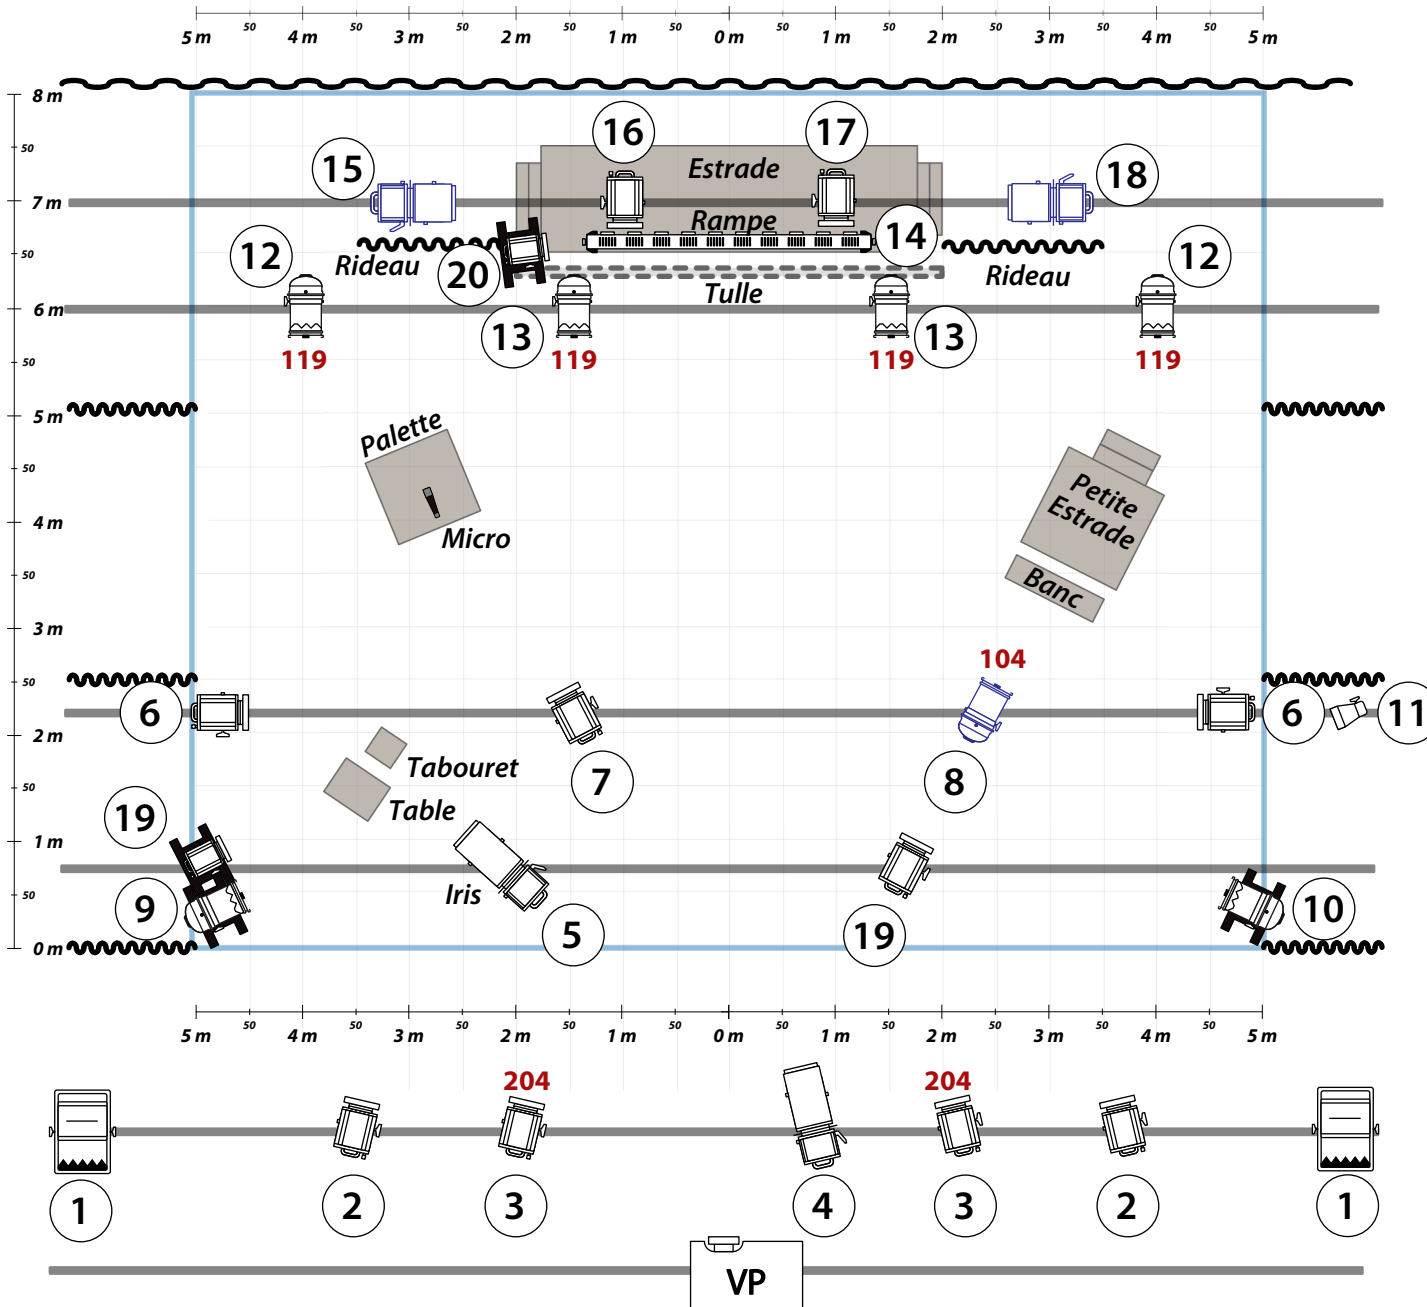 5 m 50 4 m 50 3 m 50 2 m 50 1 m 50 0 m 50 1 m 50 2 m 50 3 m 50 4 m 50 5 m
8 m
16 17
50
15 Estrade 18
7 m
Rampe
14
12 Rideau 20 Rideau 12
50
Tulle
6 m
13 13
119 119 119 119
50
5 m
Palette
50
Petite
Estrade
4 m
Micro
50
Banc
3 m
104
50
6 6 11
2 m
Tabouret 7 8
50
Table
19
1 m
Iris
50
9 5 19 10
0 m
5 m 50 4 m 50 3 m 50 2 m 50 1 m 50 0 m 50 1 m 50 2 m 50 3 m 50 4 m 50 5 m
204 204
1 2 3 4 3 2 1
VP